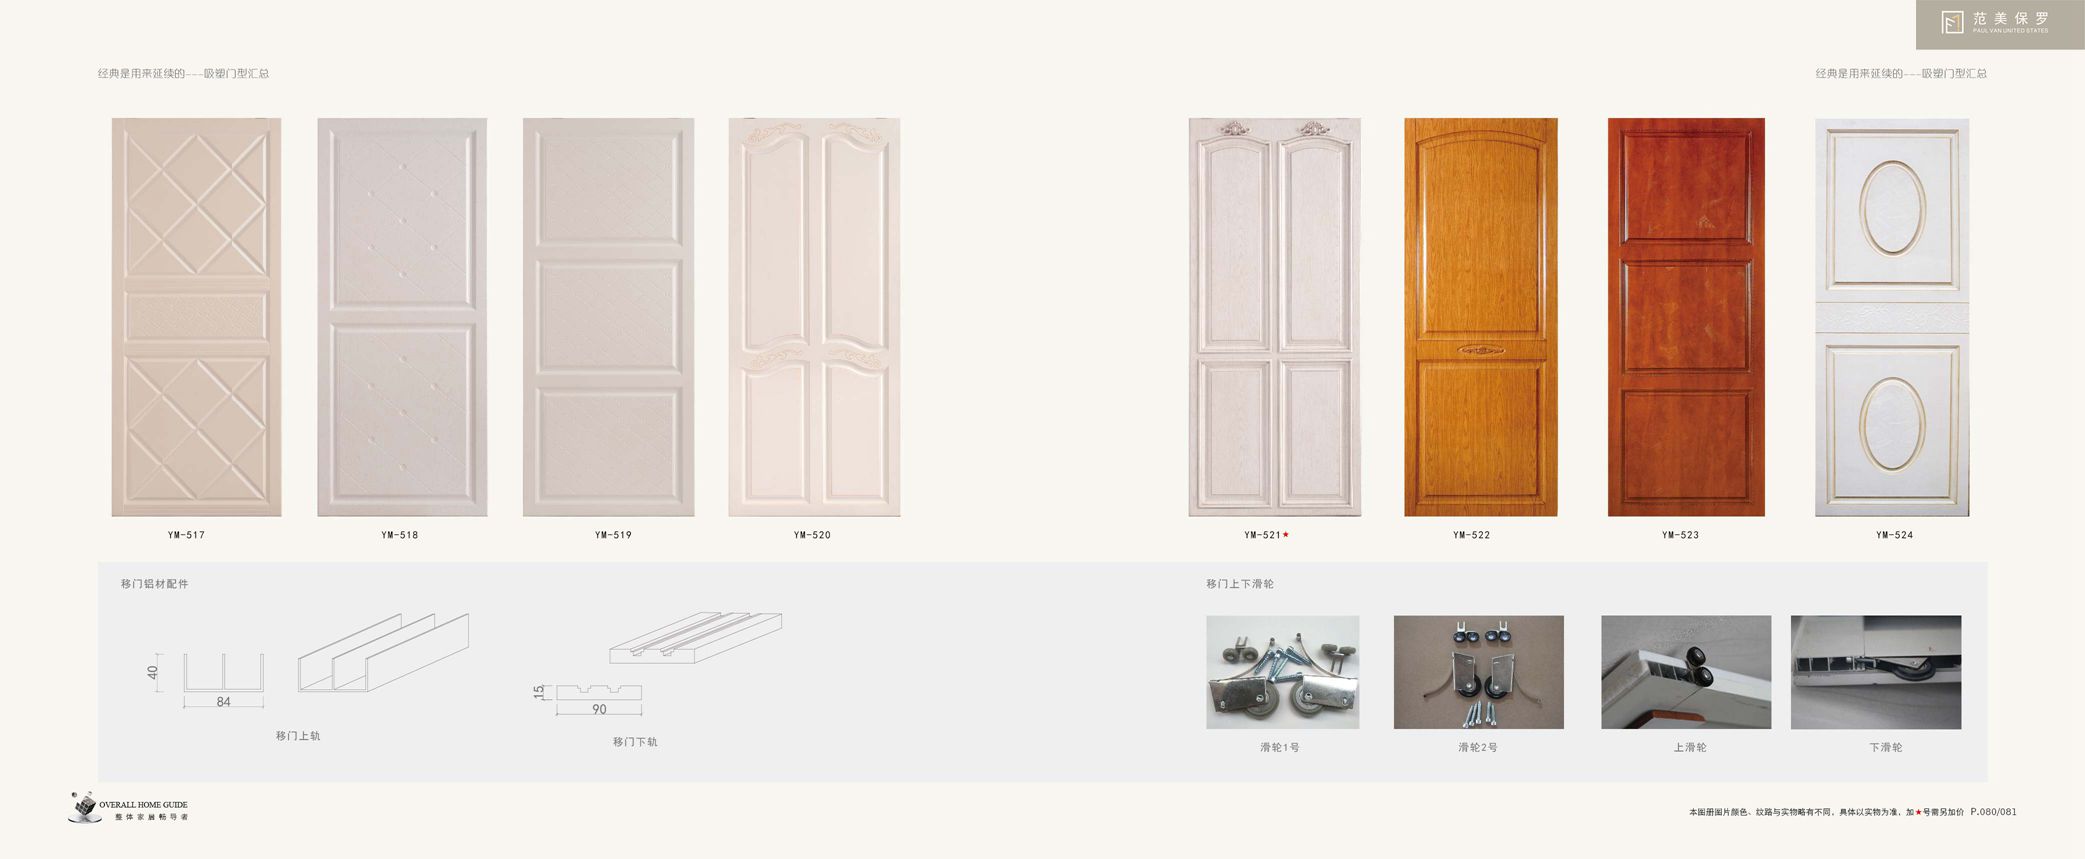 范美保罗
PAUL VAN UNITED STATES
经典是用来延续的---吸塑门型汇总
经典是用来延续的---吸塑门型汇总
YM-517
YM-518
YM-519
YM-520
YM-521★
YM-522
YM-523
YM-524
移门铝材配件
40
84
移门上轨
15
90
移门下轨
移门上下滑轮
滑轮1号
滑轮2号
上滑轮
下滑轮
OVERALL HOME GUIDE
整体家居畅导者
本图册图片颜色、纹路与实物略有不同，具体以实物为准，加★号需另加价 P.080/081